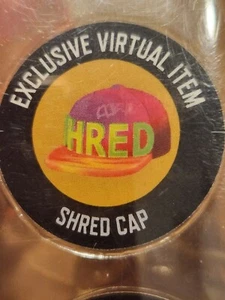 EXCLUSIVE VIRTUAL ITEM
HRED
SHRED CAP